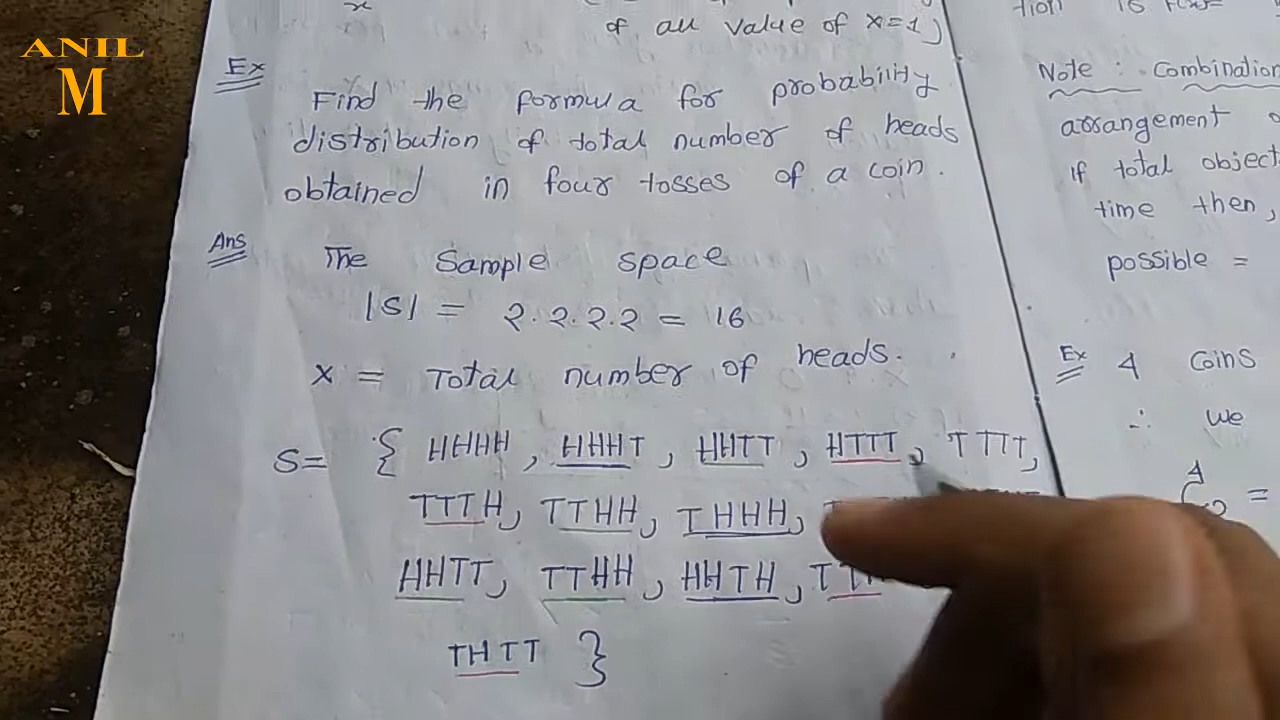 ANIL
M
x
of all value of x=1)
Ex
Find the formula for probability
distribution of total number of heads
obtained in four tosses of a coin.
Ans
The Sample space
|S| = 2.2.2.2 = 16
X = Total number of heads.
S= { HHHH, HHHT, HHTT, HTTT, TTTT,
TTTH, TTHH, THHH,
HHTT, TTHH, HHTH,
THTT }
Note : Combination
arrangement
If total object
time then,
possible =
Ex 4 Coins
∴ we
4
C2 =